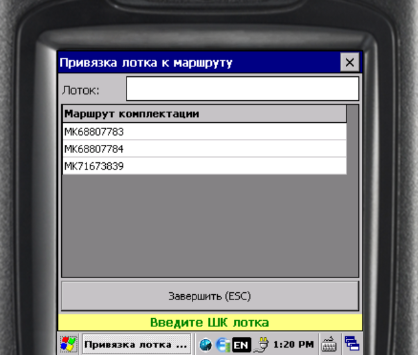 Привязка лотка к маршруту
Лоток:
Маршрут комплектации
МК68807783
МК68807784
МК71673839
Завершить (ESC)
Введите ШК лотка
Привязка лотка ... EN 1:20 PM